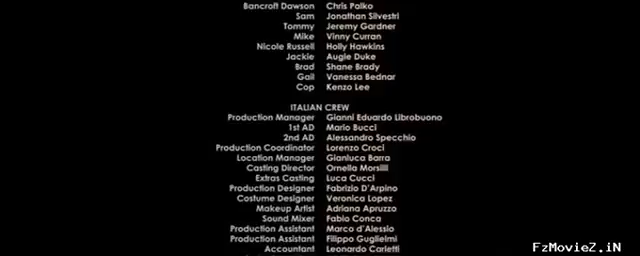 Bancroft Dawson Chris Palko
Sam Jonathan Silvestri
Tommy Jeremy Gardner
Mike Vinny Curran
Nicole Russell Holly Hawkins
Jackie Augie Duke
Brad Shane Brady
Gail Vanessa Bednar
Cop Kenzo Lee
ITALIAN CREW
Production Manager Gianni Eduardo Librobuono
1st AD Mario Bucci
2nd AD Alessandro Specchio
Production Coordinator Lorenzo Croci
Location Manager Gianluca Barra
Casting Director Ornella Morsilli
Extras Casting Luca Cucci
Production Designer Fabrizio D'Arpino
Costume Designer Veronica Lopez
Makeup Artist Adriana Apruzzo
Sound Mixer Fabio Conca
Production Assistant Marco d'Alessio
Production Assistant Filippo Guglielmi
Accountant Leonardo Carletti
FzMovieZ.iN